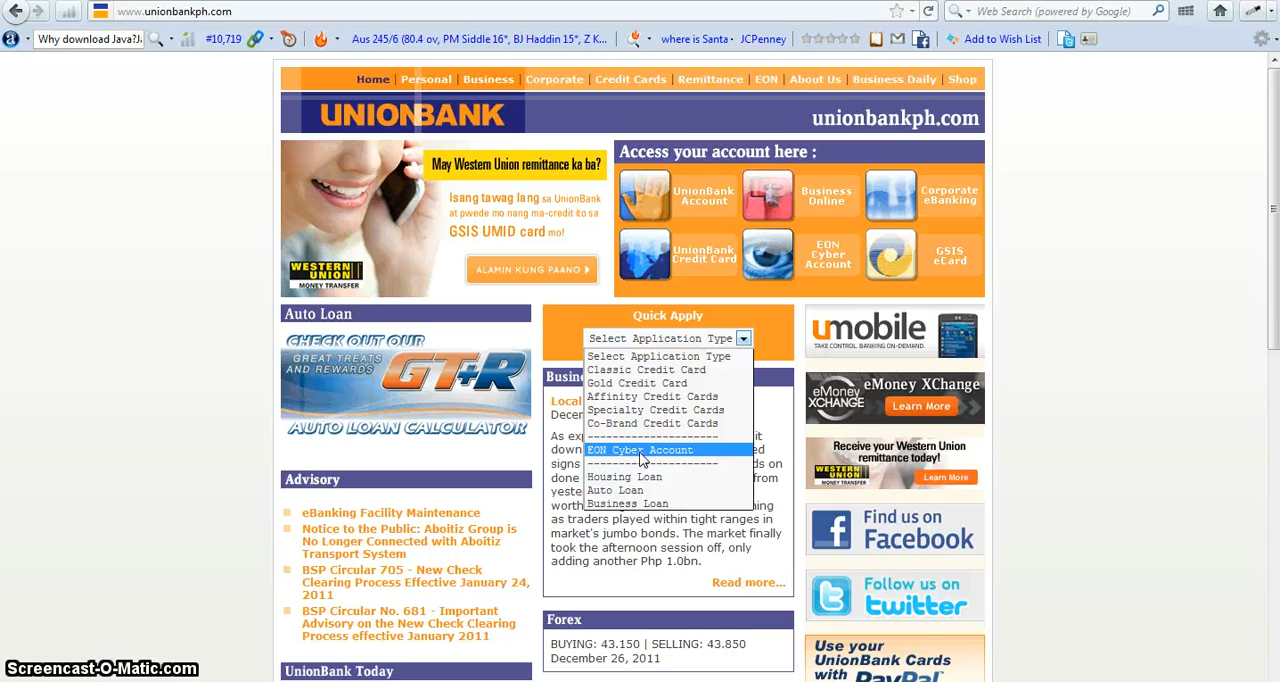 www.unionbankph.com
Web Search (powered by Google)
Why download Java?J
#10,719
Aus 245/6 (80.4 ov, PM Siddle 16*, BJ Haddin 15*, Z K...
where is Santa
JCPenney
Add to Wish List
Home | Personal | Business | Corporate | Credit Cards | Remittance | EON | About Us | Business Daily | Shop
UNIONBANK
unionbankph.com
May Western Union remittance ka ba?
Isang tawag lang sa UnionBank
at pwede mo nang ma-credit ito sa
GSIS UMID card mo!
ALAMIN KUNG PAANO
WESTERN
UNION
MONEY TRANSFER
Access your account here :
UnionBank
Account
Business
Online
Corporate
eBanking
UnionBank
Credit Card
EON
Cyber
Account
GSIS
eCard
Auto Loan
CHECK OUT OUR
GREAT TREATS
AND REWARDS
GT+R
AUTO LOAN CALCULATOR
Quick Apply
Select Application Type
Select Application Type
Classic Credit Card
Gold Credit Card
Affinity Credit Cards
Specialty Credit Cards
Co-Brand Credit Cards
---------------------
EON Cyber Account
---------------------
Housing Loan
Auto Loan
Business Loan
Busine
Local
Decem
As exp
down
signs
done
yeste
worth
it
ds on
from
ing
as traders played within tight ranges in
market's jumbo bonds. The market finally
took the afternoon session off, only
adding another Php 1.0bn.
Read more...
Forex
BUYING: 43.150 | SELLING: 43.850
December 26, 2011
umobile
TAKE CONTROL. BANKING ON-DEMAND.
eMoney
XCHANGE
eMoney XChange
Learn More
Receive your Western Union
remittance today!
WESTERN
UNION
MONEY TRANSFER
Learn More
Find us on
Facebook
Follow us on
twitter
Use your
UnionBank Cards
with PayPal
Advisory
eBanking Facility Maintenance
Notice to the Public: Aboitiz Group is
No Longer Connected with Aboitiz
Transport System
BSP Circular 705 - New Check
Clearing Process Effective January 24,
2011
BSP Circular No. 681 - Important
Advisory on the New Check Clearing
Process effective January 2011
UnionBank Today
Screencast-O-Matic.com